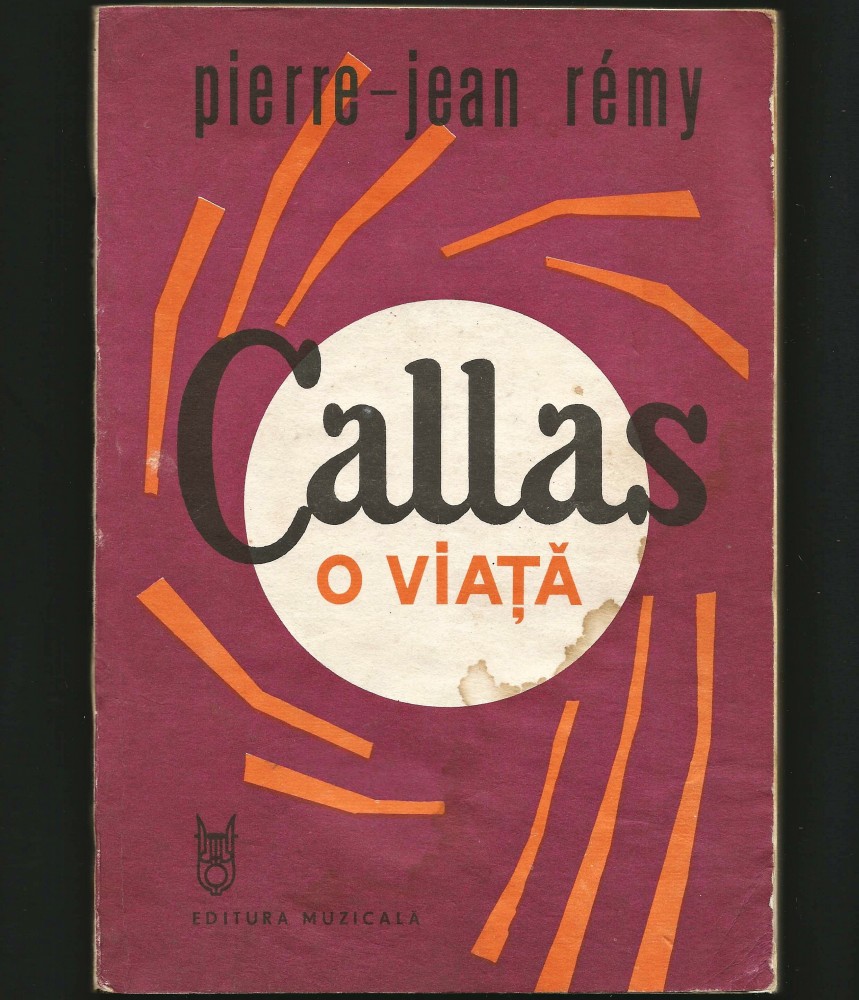 pierre-jean rémy
Callas
O VIAȚĂ
EDITURA MUZICALĂ